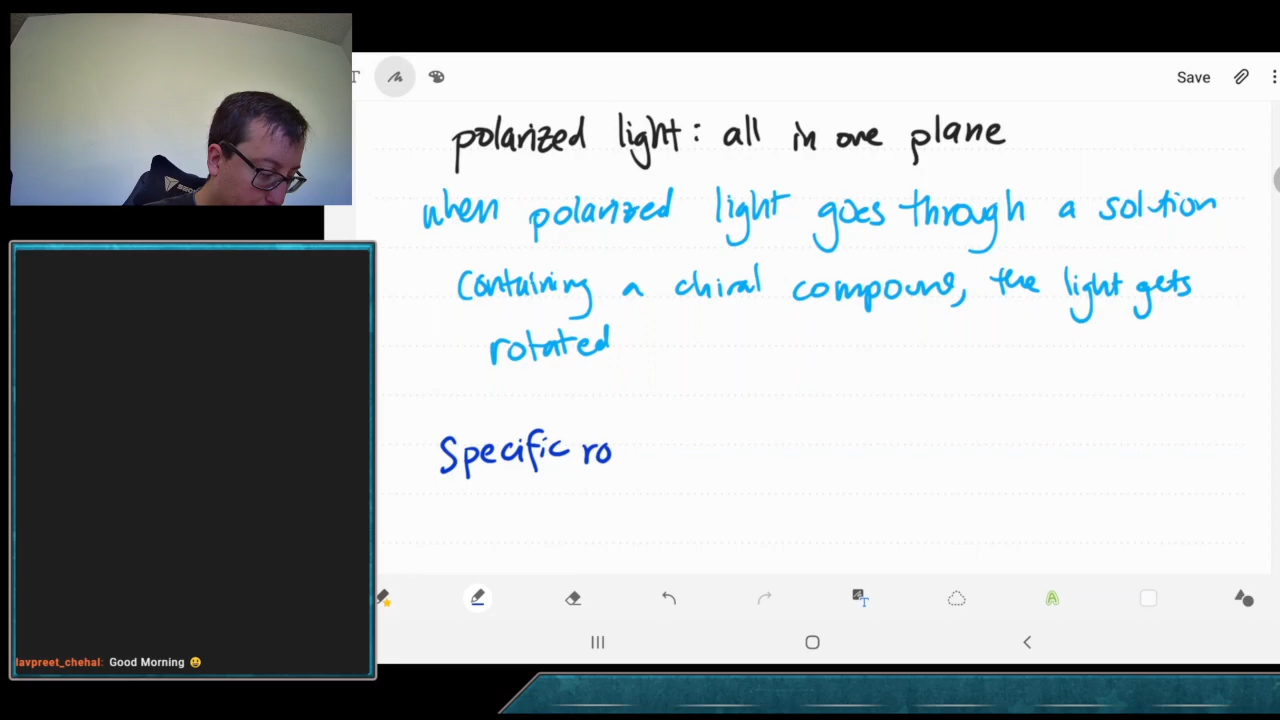 T
Save
polarized light: all in one plane
when polarized light goes through a solution
containing a chiral compound, the light gets
rotated
Specific ro
A
T
A
lavpreet_chehal: Good Morning 😃